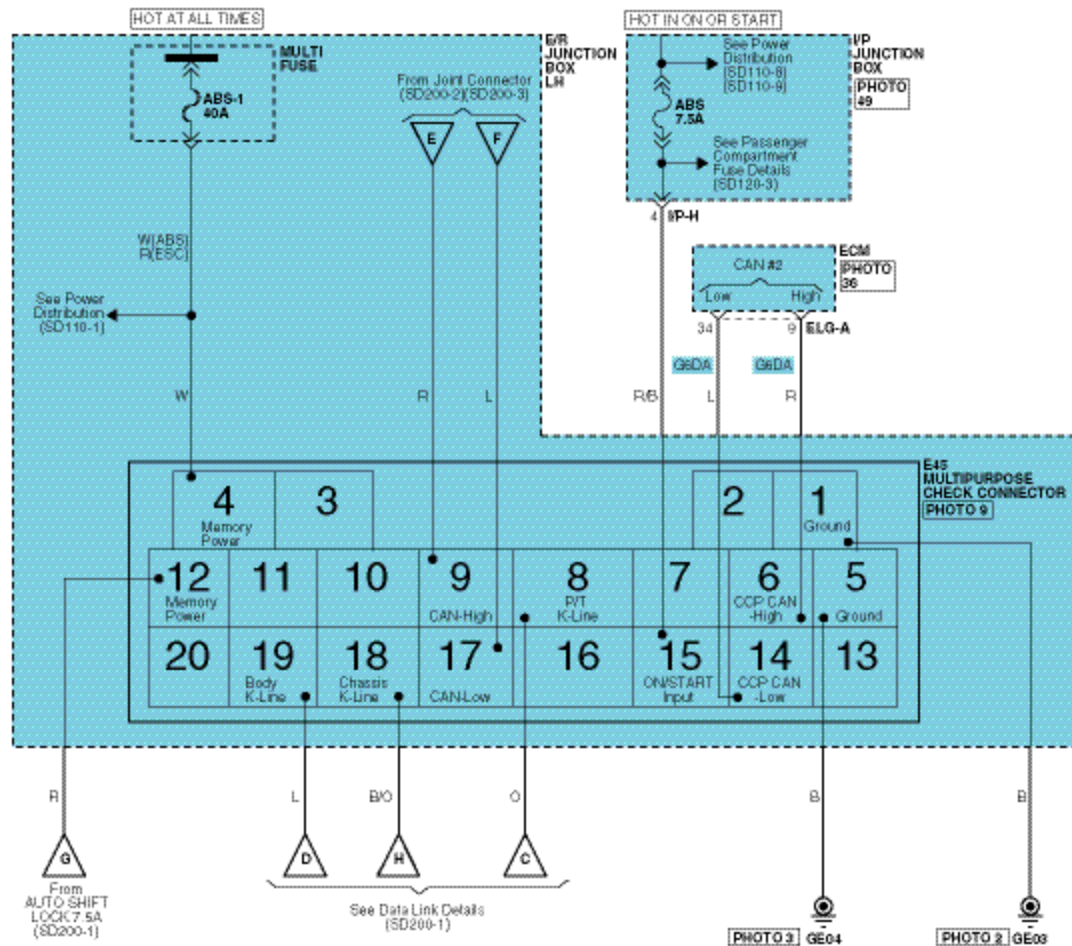 HOT AT ALL TIMES
HOT IN ON OR START
E/R
JUNCTION
BOX
LH
I/P
JUNCTION
BOX
PHOTO
49
MULTI
FUSE
ABS-1
40A
From Joint Connector
(SD200-2)(SD200-3)
E
F
See Power
Distribution
(SD110-8)
(SD110-9)
ABS
7.5A
See Passenger
Compartment
Fuse Details
(SD120-3)
4
I/P-H
W(ABS)
R(ESC)
See Power
Distribution
(SD110-1)
ECM
PHOTO
36
CAN #2
Low
High
34
9
ELG-A
G6DA
G6DA
W
R
L
R/B
L
R
E45
MULTIPURPOSE
CHECK CONNECTOR
PHOTO 9
4
Memory
Power
3
2
1
Ground
12
Memory
Power
11
10
9
CAN-High
8
P/T
K-Line
7
6
CCP CAN
-High
5
Ground
20
19
Body
K-Line
18
Chassis
K-Line
17
CAN-Low
16
15
ON/START
Input
14
CCP CAN
-Low
13
R
L
B/O
O
B
B
G
D
H
C
From
AUTO SHIFT
LOCK 7.5A
(SD200-1)
See Data Link Details
(SD200-1)
PHOTO 3
GE04
PHOTO 2
GE03